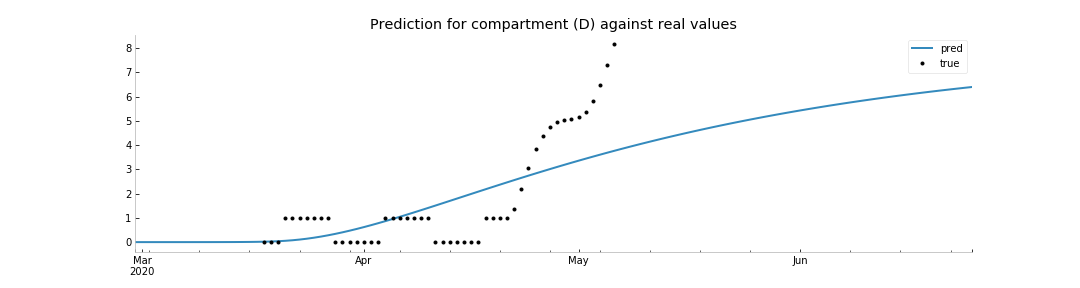 Prediction for compartment (D) against real values
8
7
6
5
4
3
2
1
0
pred
true
Mar
2020
Apr
May
Jun